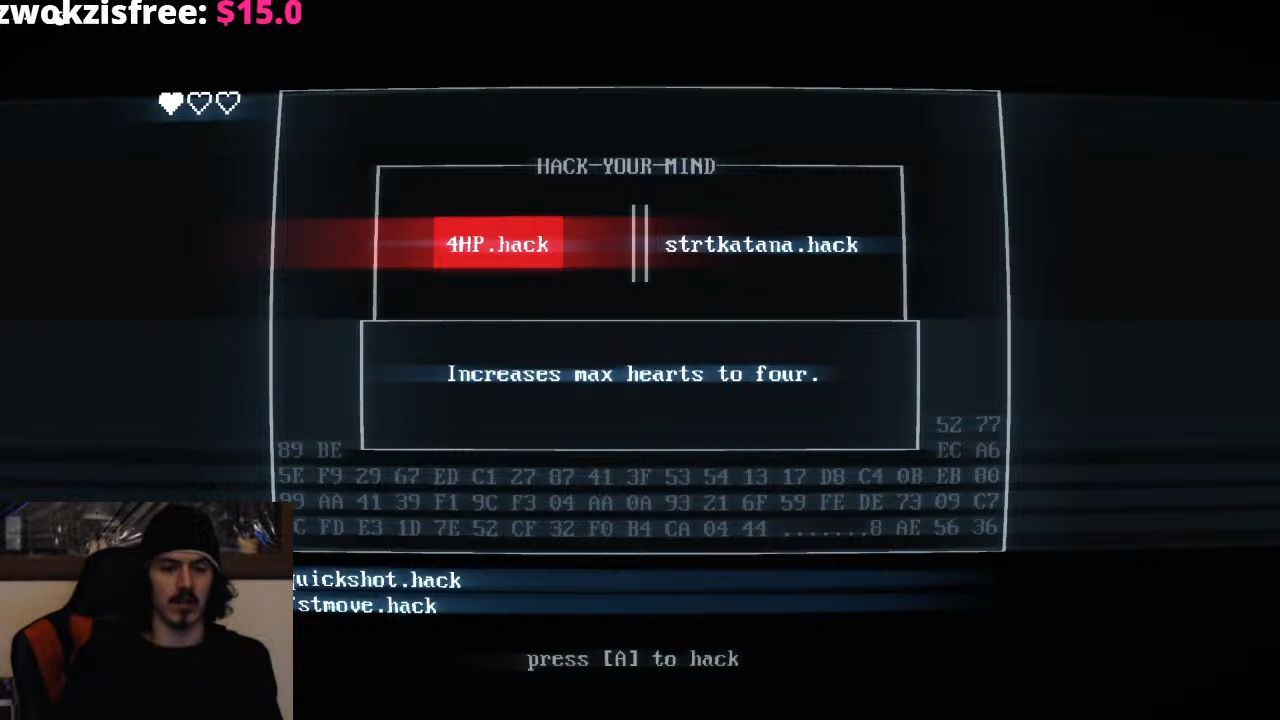 zwokzisfree: $15.0
HACK-YOUR-MIND
4HP.hack
strtkatana.hack
Increases max hearts to four.
52 77
89 BE EC A6
5E F9 29 67 ED C1 27 87 41 3F 53 54 13 17 D8 C4 0B EB 80
89 AA 41 39 F1 9C F3 04 AA 0A 93 21 6F 59 FE DE 73 09 C7
C FD E3 1D 7E 52 CF 32 F0 B4 CA 04 44 .......8 AE 56 36
uickshot.hack
stmove.hack
press [A] to hack